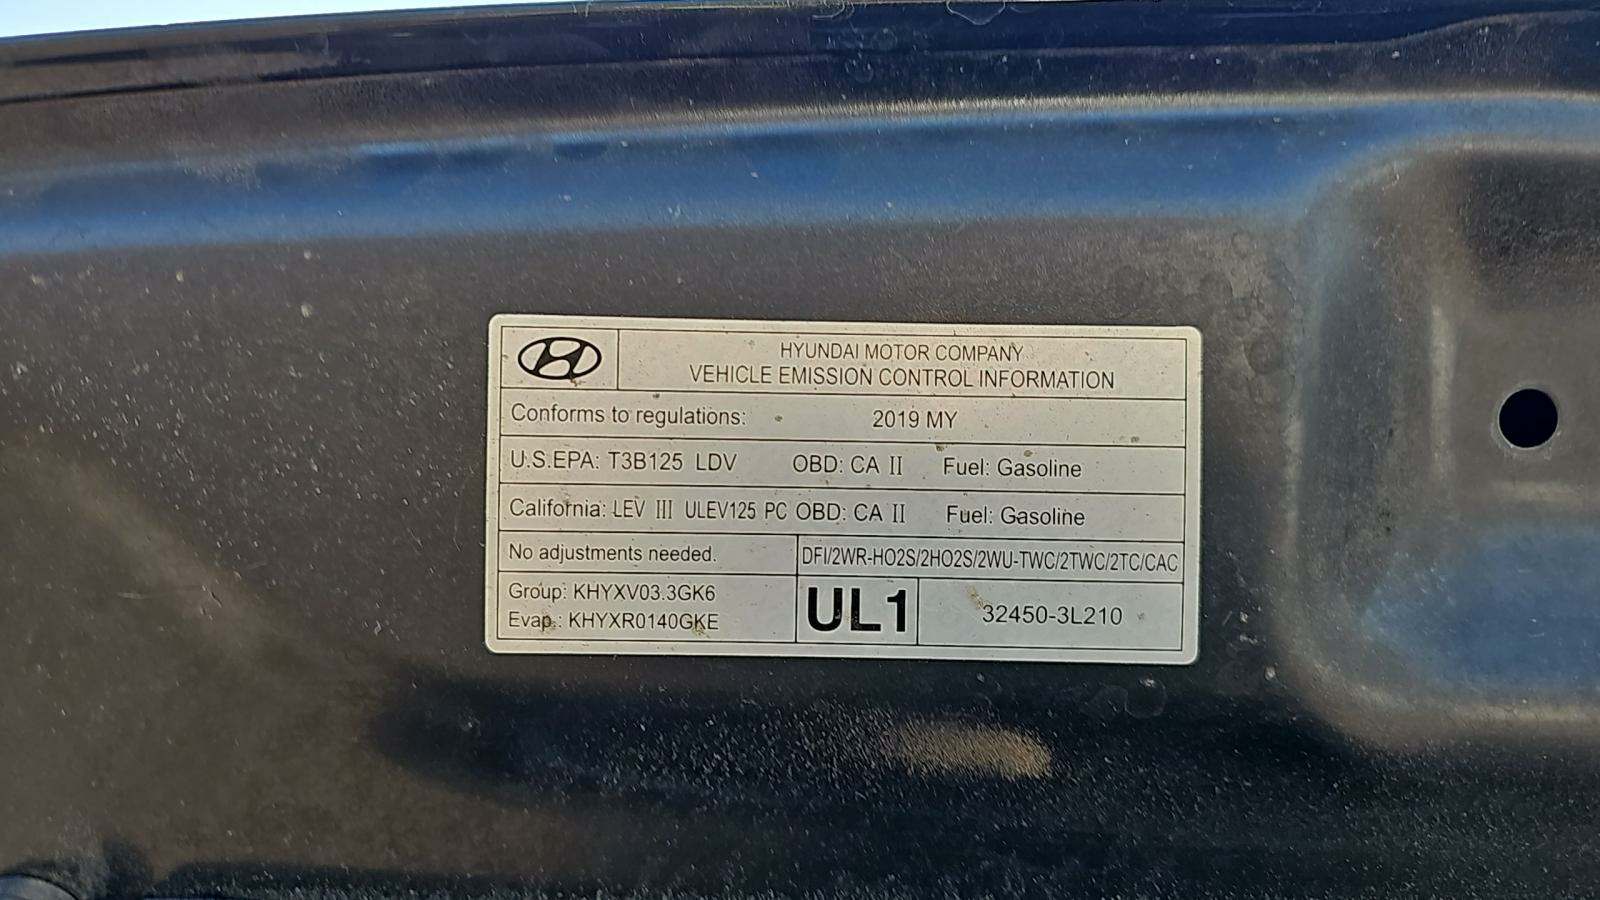 HYUNDAI MOTOR COMPANY
VEHICLE EMISSION CONTROL INFORMATION
Conforms to regulations: 2019 MY
U.S.EPA: T3B125 LDV OBD: CA II Fuel: Gasoline
California: LEV III ULEV125 PC OBD: CA II Fuel: Gasoline
No adjustments needed. DFI/2WR-HO2S/2HO2S/2WU-TWC/2TWC/2TC/CAC
Group: KHYXV03.3GK6
Evap.: KHYXR0140GKE
UL1 32450-3L210